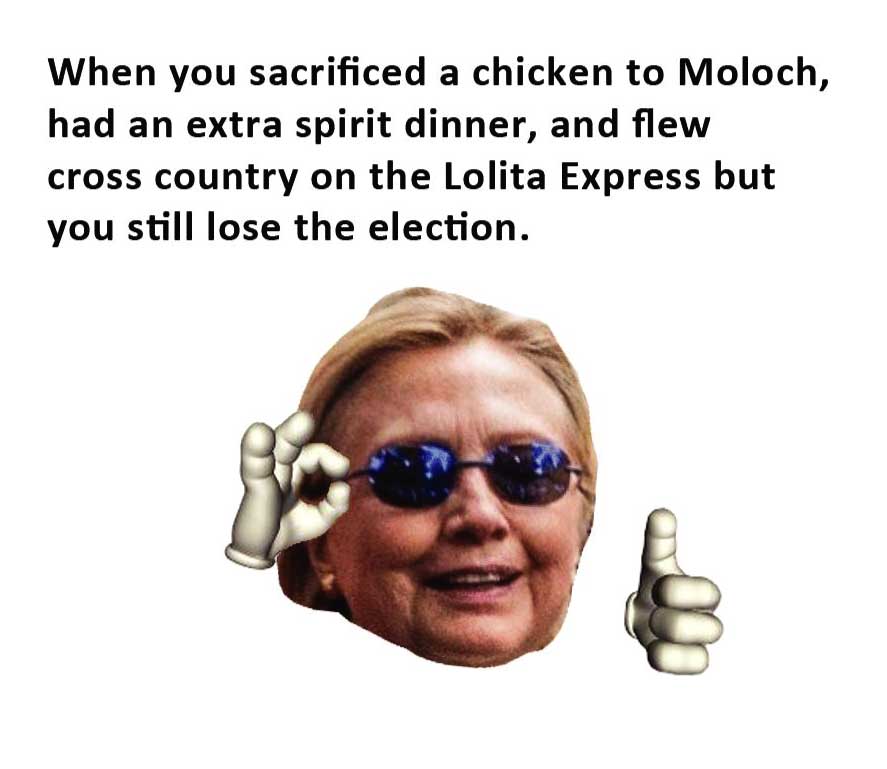 When you sacrificed a chicken to Moloch,
had an extra spirit dinner, and flew
cross country on the Lolita Express but
you still lose the election.